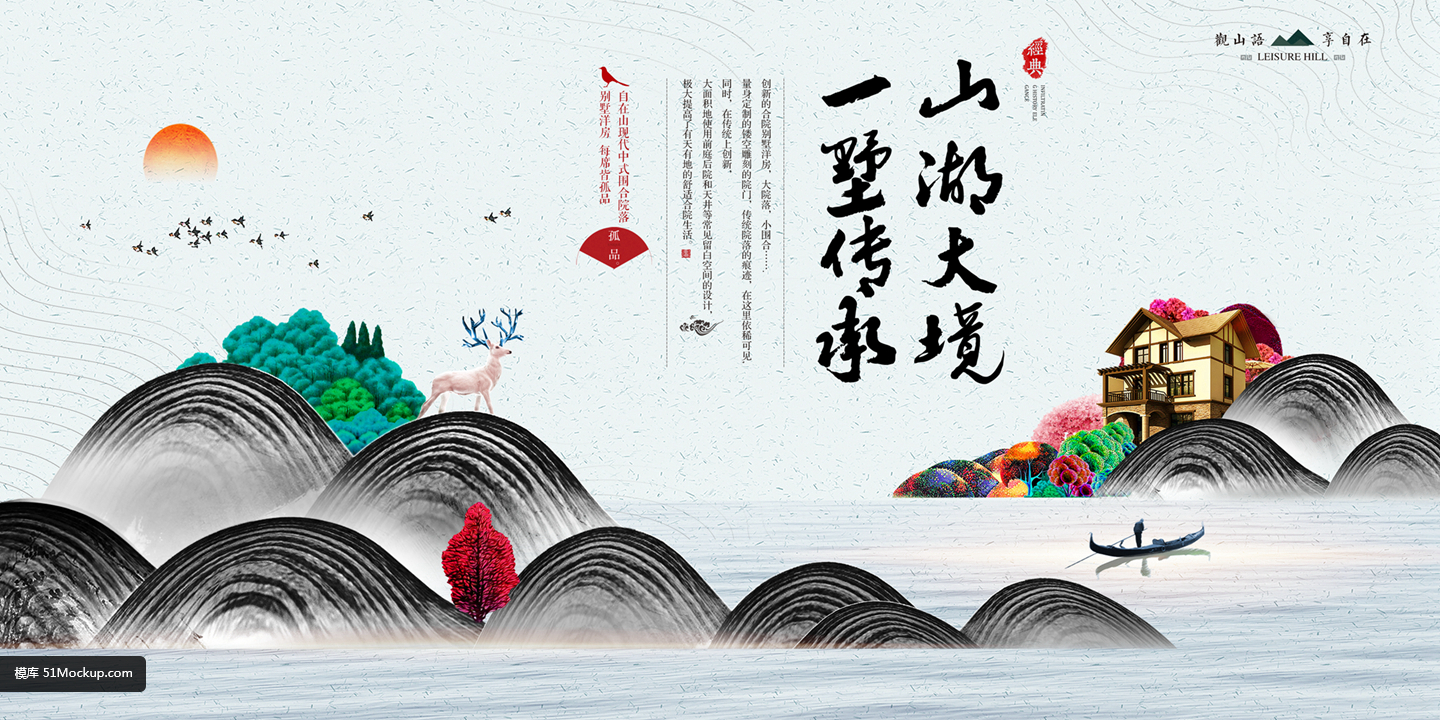 觀山語 享自在
LEISURE HILL
經典
山湖大境
一墅传承
创新的合院别墅洋房，大院落，小围合……
量身定制的镂空雕刻的院门，传统院落的痕迹，在这里依稀可见.
同时，在传统上创新，
大面积地使用前庭后院和天井等常见留白空间的设计，
极大提高了有天有地的舒适合院生活。
自在山现代中式围合院落
别墅洋房 每席皆孤品
孤品
模库 51Mockup.com